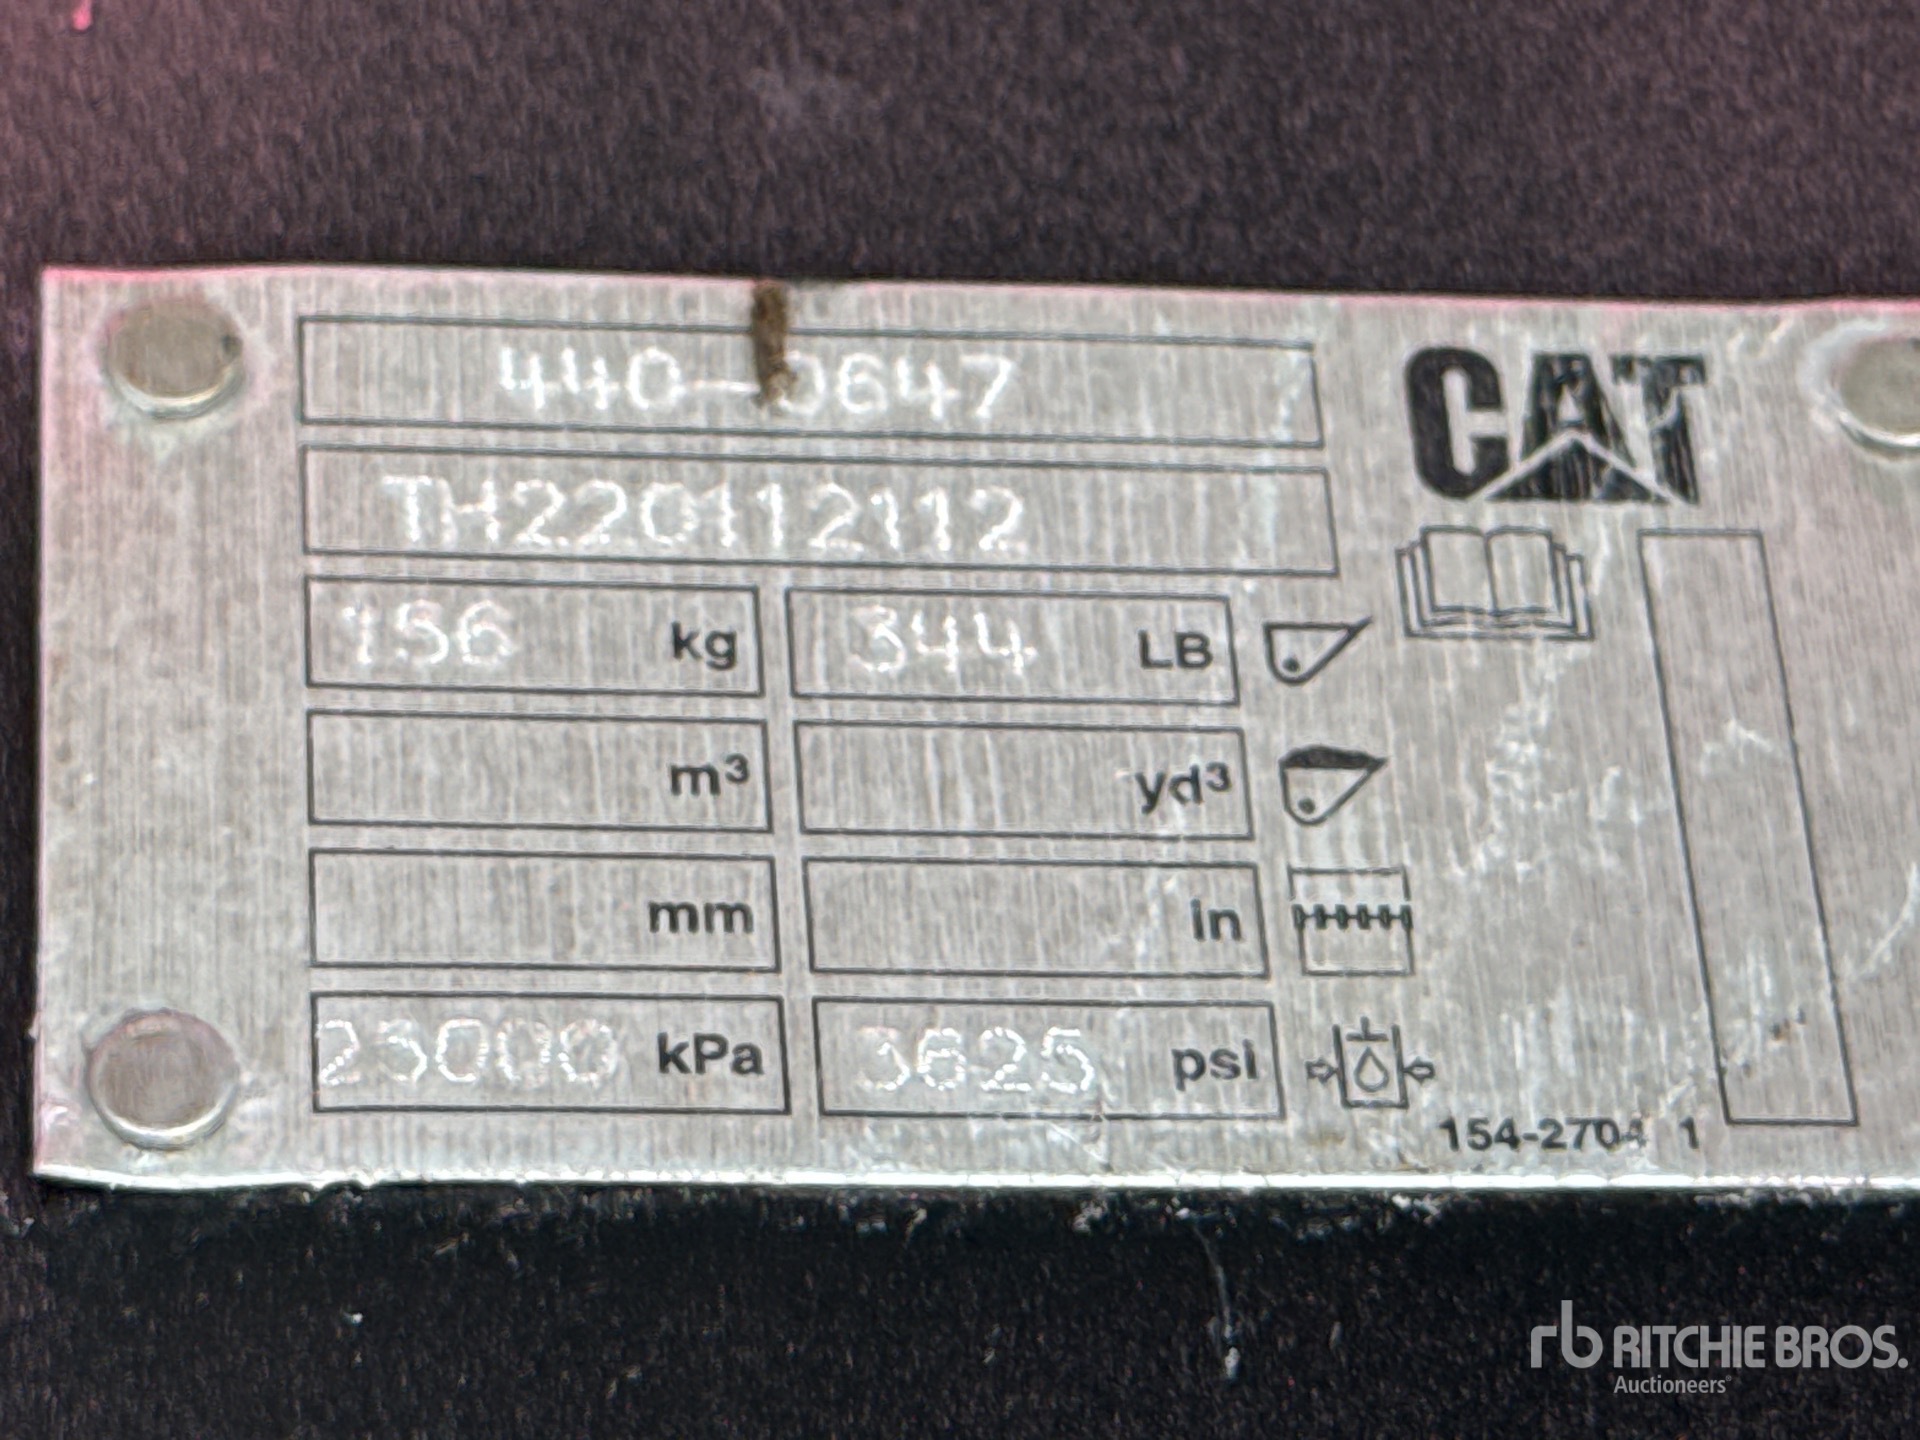 440-0647
CAT
TH220112112
156 kg 344 LB
m³ yd³
mm in
25000 kPa 3625 psi
154-2704 1
rb RITCHIE BROS.
Auctioneers